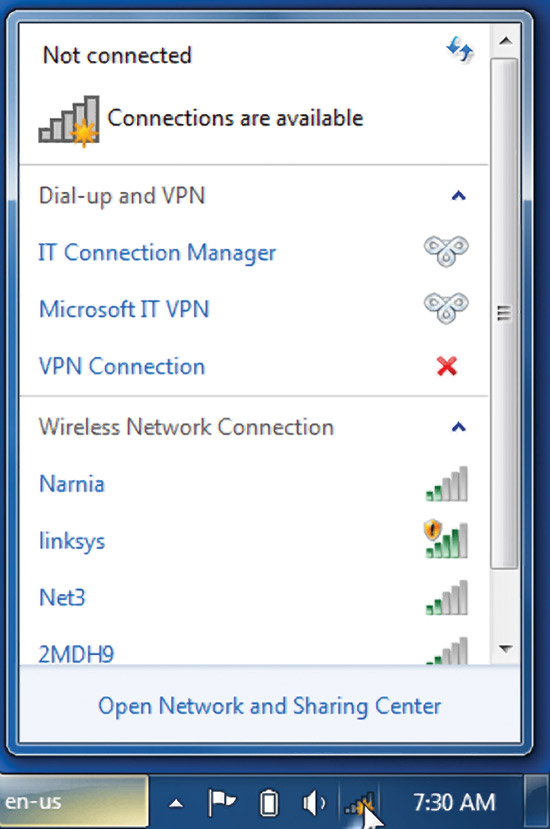 Not connected
Connections are available
Dial-up and VPN
IT Connection Manager
Microsoft IT VPN
VPN Connection
Wireless Network Connection
Narnia
linksys
Net3
2MDH9
Open Network and Sharing Center
en-us
7:30 AM